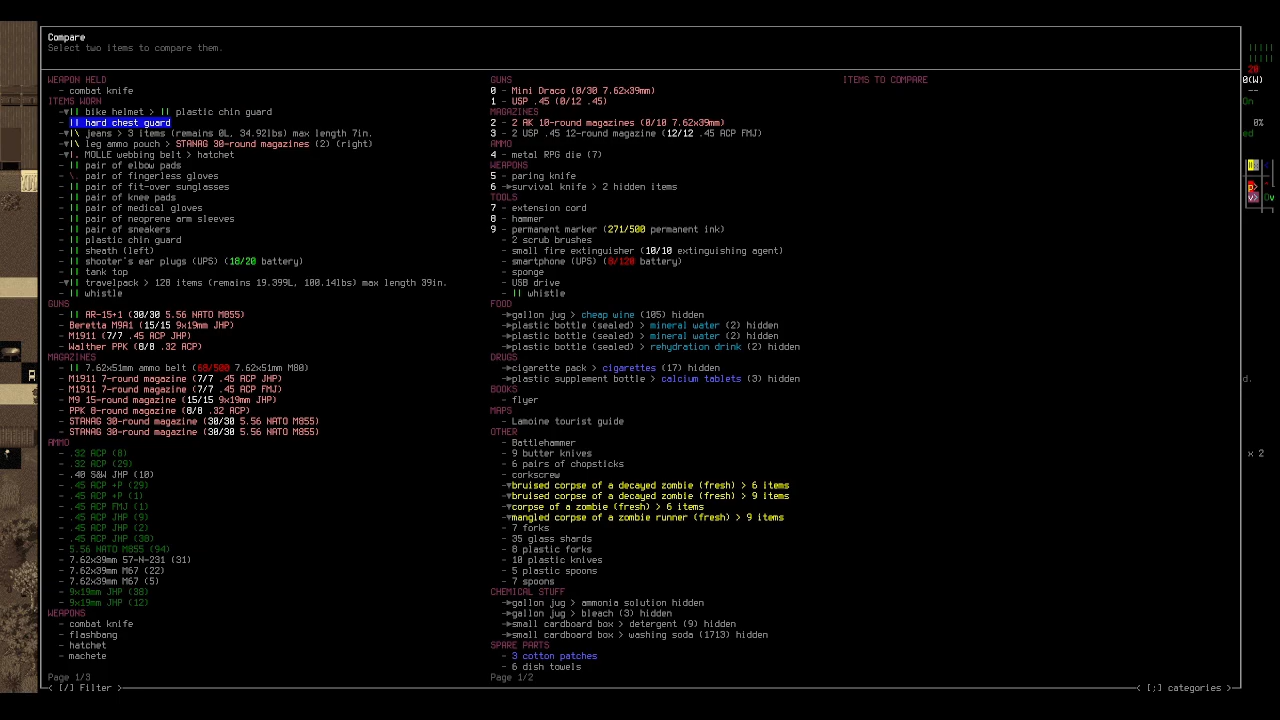 Compare
Select two items to compare them.
WEAPON HELD
- combat knife
ITEMS WORN
-▼|| bike helmet > || plastic chin guard
- || hard chest guard
-▼|\ jeans > 3 items (remains 0L, 34.92lbs) max length 7in.
-▼|\ leg ammo pouch > STANAG 30-round magazines (2) (right)
-▼|. MOLLE webbing belt > hatchet
- || pair of elbow pads
- \. pair of fingerless gloves
- || pair of fit-over sunglasses
- || pair of knee pads
- || pair of medical gloves
- || pair of neoprene arm sleeves
- || pair of sneakers
- || plastic chin guard
- || sheath (left)
- || shooter's ear plugs (UPS) (18/20 battery)
- || tank top
-▼|| travelpack > 128 items (remains 19.399L, 100.14lbs) max length 39in.
- || whistle
GUNS
- || AR-15+1 (30/30 5.56 NATO M855)
- Beretta M9A1 (15/15 9x19mm JHP)
- M1911 (7/7 .45 ACP JHP)
- Walther PPK (8/8 .32 ACP)
MAGAZINES
- || 7.62x51mm ammo belt (68/500 7.62x51mm M80)
- M1911 7-round magazine (7/7 .45 ACP JHP)
- M1911 7-round magazine (7/7 .45 ACP FMJ)
- M9 15-round magazine (15/15 9x19mm JHP)
- PPK 8-round magazine (8/8 .32 ACP)
- STANAG 30-round magazine (30/30 5.56 NATO M855)
- STANAG 30-round magazine (30/30 5.56 NATO M855)
AMMO
- .32 ACP (8)
- .32 ACP (29)
- .40 S&W JHP (10)
- .45 ACP +P (29)
- .45 ACP +P (1)
- .45 ACP FMJ (1)
- .45 ACP JHP (9)
- .45 ACP JHP (2)
- .45 ACP JHP (38)
- 5.56 NATO M855 (94)
- 7.62x39mm 57-N-231 (31)
- 7.62x39mm M67 (22)
- 7.62x39mm M67 (5)
- 9x19mm JHP (38)
- 9x19mm JHP (12)
WEAPONS
- combat knife
- flashbang
- hatchet
- machete
Page 1/3
< [/] Filter >
GUNS
0 - Mini Draco (0/30 7.62x39mm)
1 - USP .45 (0/12 .45)
MAGAZINES
2 - 2 AK 10-round magazines (0/10 7.62x39mm)
3 - 2 USP .45 12-round magazine (12/12 .45 ACP FMJ)
AMMO
4 - metal RPG die (7)
WEAPONS
5 - paring knife
6 -►survival knife > 2 hidden items
TOOLS
7 - extension cord
8 - hammer
9 - permanent marker (271/500 permanent ink)
- 2 scrub brushes
- small fire extinguisher (10/10 extinguishing agent)
- smartphone (UPS) (0/120 battery)
- sponge
- USB drive
- || whistle
FOOD
-►gallon jug > cheap wine (105) hidden
-►plastic bottle (sealed) > mineral water (2) hidden
-►plastic bottle (sealed) > mineral water (2) hidden
-►plastic bottle (sealed) > rehydration drink (2) hidden
DRUGS
-►cigarette pack > cigarettes (17) hidden
-►plastic supplement bottle > calcium tablets (3) hidden
BOOKS
- flyer
MAPS
- Lamoine tourist guide
OTHER
- Battlehammer
- 9 butter knives
- 6 pairs of chopsticks
- corkscrew
-▼bruised corpse of a decayed zombie (fresh) > 6 items
-▼bruised corpse of a decayed zombie (fresh) > 9 items
-▼corpse of a zombie (fresh) > 6 items
-▼mangled corpse of a zombie runner (fresh) > 9 items
- 7 forks
- 35 glass shards
- 8 plastic forks
- 10 plastic knives
- 5 plastic spoons
- 7 spoons
CHEMICAL STUFF
-►gallon jug > ammonia solution hidden
-►gallon jug > bleach (3) hidden
-►small cardboard box > detergent (9) hidden
-►small cardboard box > washing soda (1713) hidden
SPARE PARTS
- 3 cotton patches
- 6 dish towels
Page 1/2
ITEMS TO COMPARE
< [;] categories >
20
0(W)
--
On
0%
ed
p>
v> Ov
d.
x 2